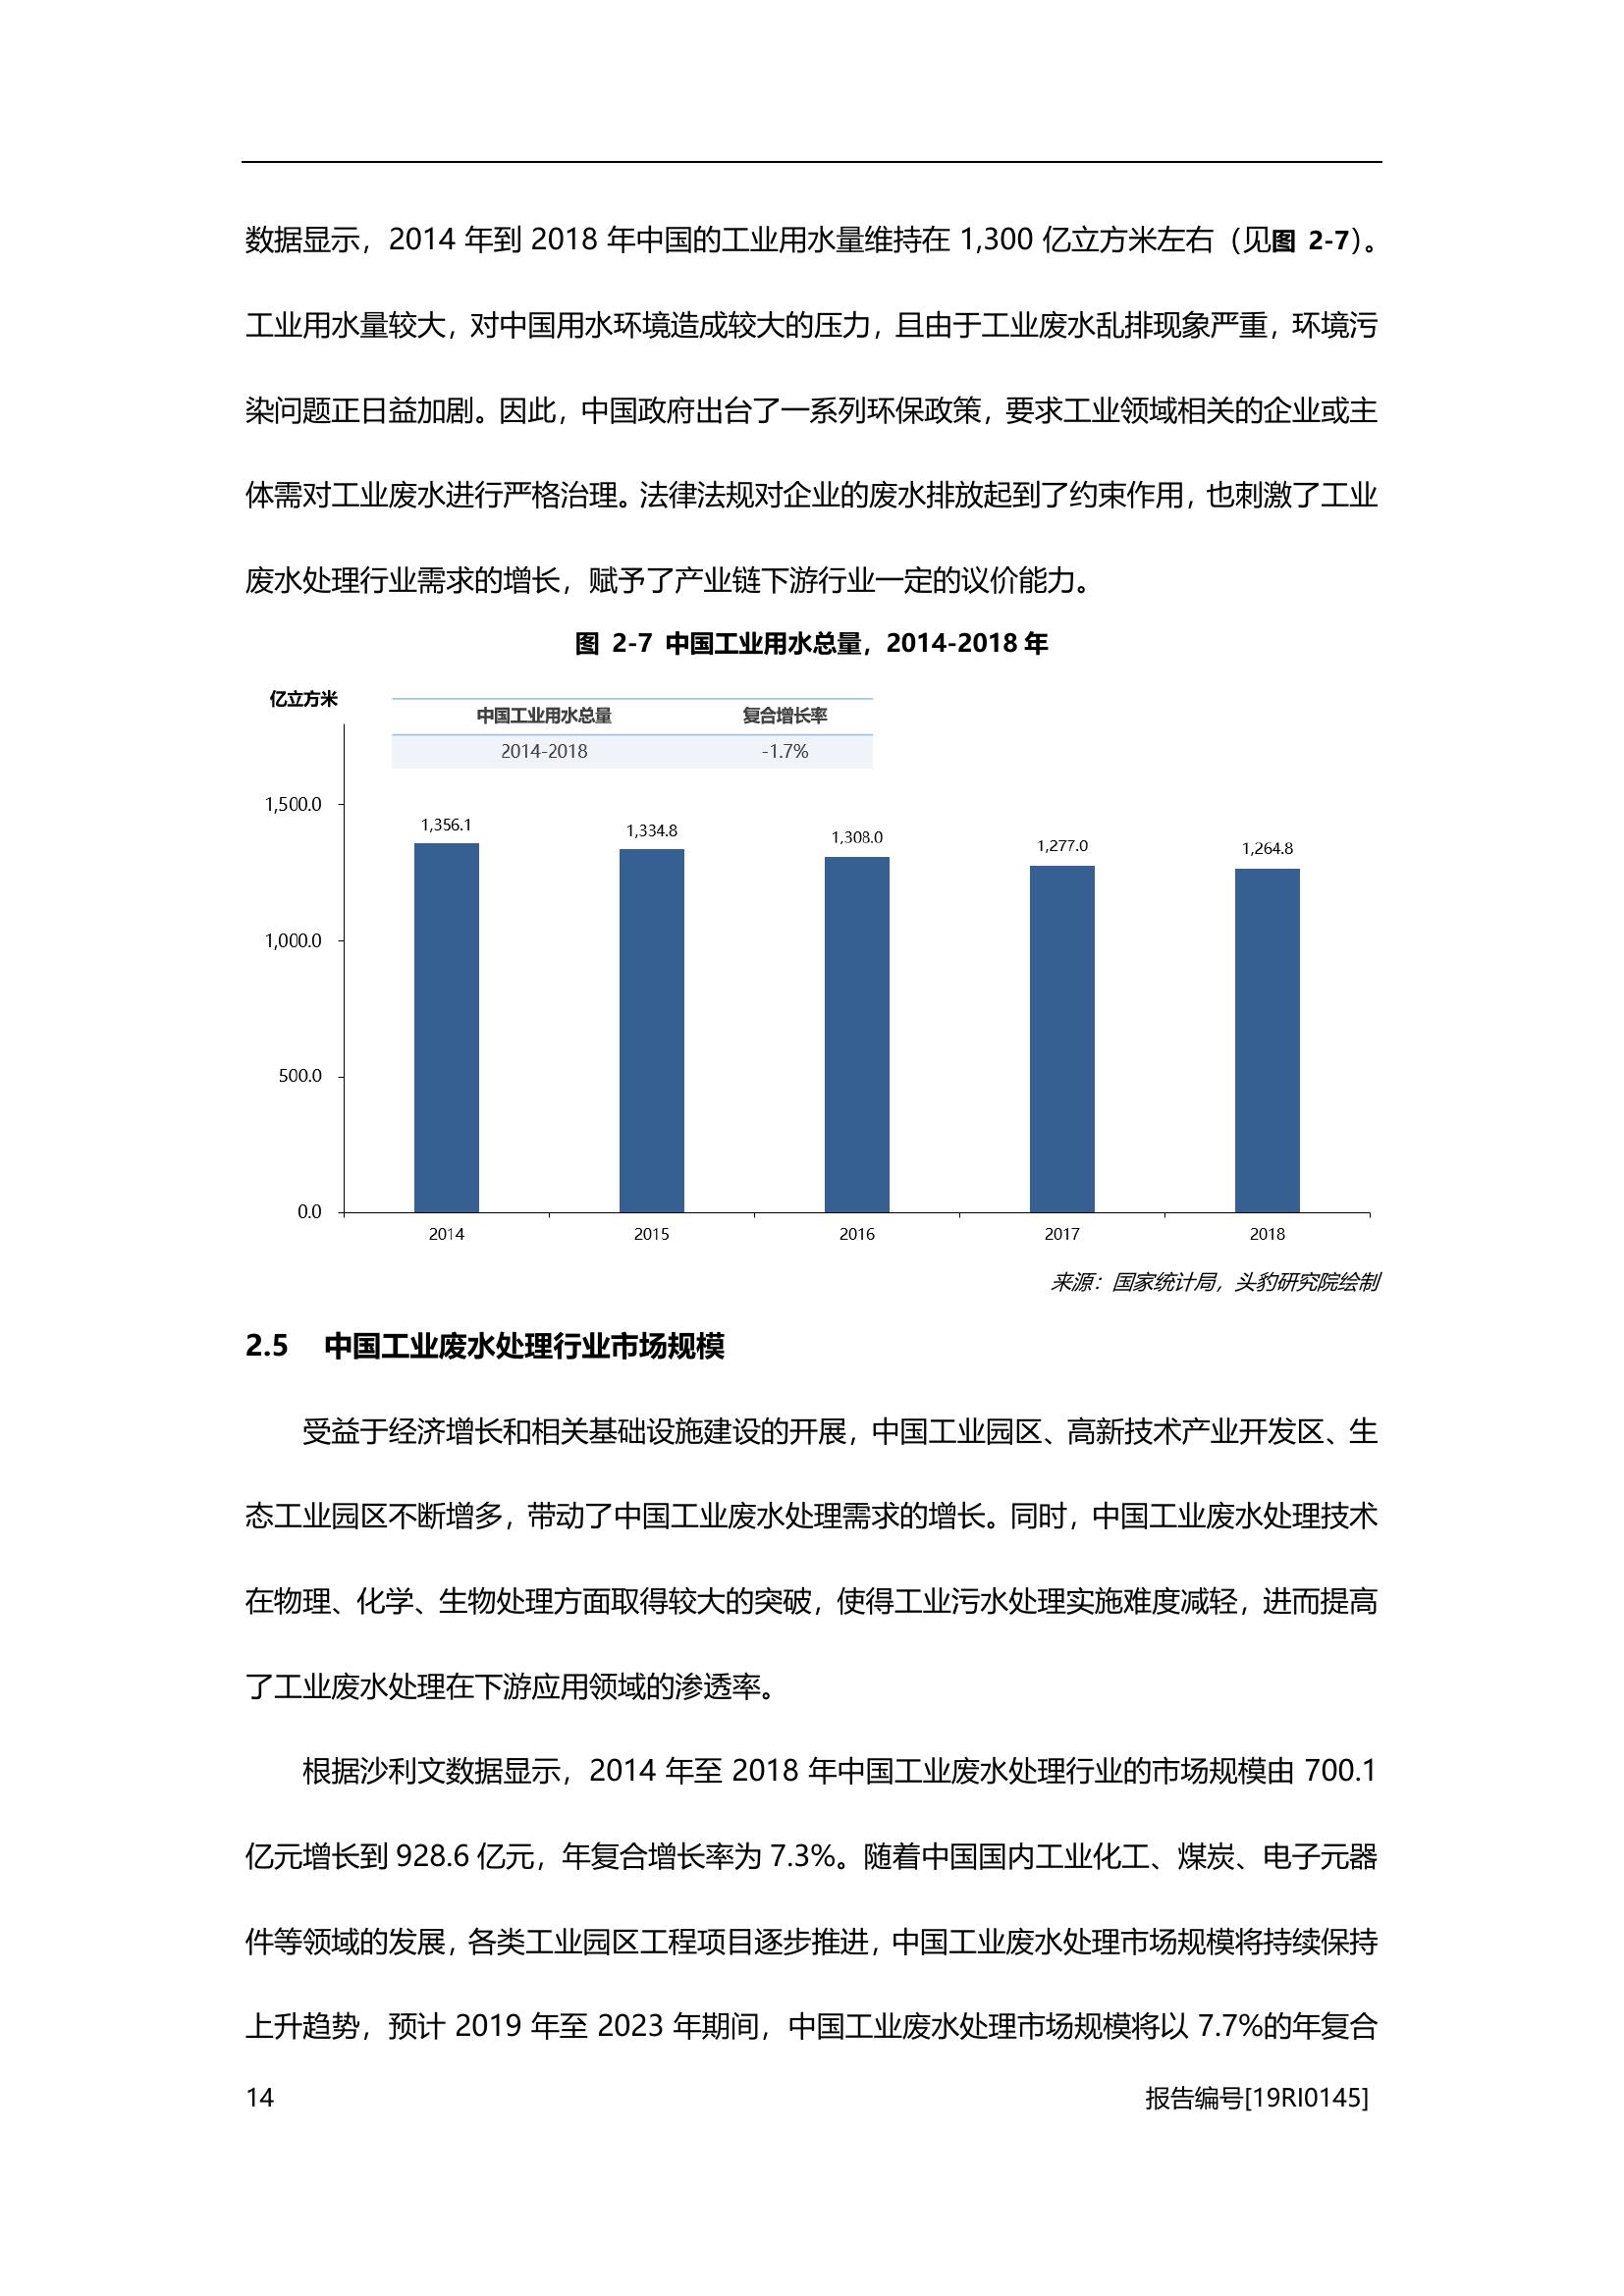 数据显示，2014 年到 2018 年中国的工业用水量维持在 1,300 亿立方米左右（见图 2-7）。
工业用水量较大，对中国用水环境造成较大的压力，且由于工业废水乱排现象严重，环境污
染问题正日益加剧。因此，中国政府出台了一系列环保政策，要求工业领域相关的企业或主
体需对工业废水进行严格治理。法律法规对企业的废水排放起到了约束作用，也刺激了工业
废水处理行业需求的增长，赋予了产业链下游行业一定的议价能力。
图 2-7 中国工业用水总量，2014-2018 年
亿立方米
中国工业用水总量 复合增长率
2014-2018 -1.7%
1,500.0
1,000.0
500.0
0.0
1,356.1 1,334.8 1,308.0 1,277.0 1,264.8
2014 2015 2016 2017 2018
来源：国家统计局，头豹研究院绘制
2.5 中国工业废水处理行业市场规模
受益于经济增长和相关基础设施建设的开展，中国工业园区、高新技术产业开发区、生
态工业园区不断增多，带动了中国工业废水处理需求的增长。同时，中国工业废水处理技术
在物理、化学、生物处理方面取得较大的突破，使得工业污水处理实施难度减轻，进而提高
了工业废水处理在下游应用领域的渗透率。
根据沙利文数据显示，2014 年至 2018 年中国工业废水处理行业的市场规模由 700.1
亿元增长到 928.6 亿元，年复合增长率为 7.3%。随着中国国内工业化工、煤炭、电子元器
件等领域的发展，各类工业园区工程项目逐步推进，中国工业废水处理市场规模将持续保持
上升趋势，预计 2019 年至 2023 年期间，中国工业废水处理市场规模将以 7.7%的年复合
14 报告编号[19RI0145]